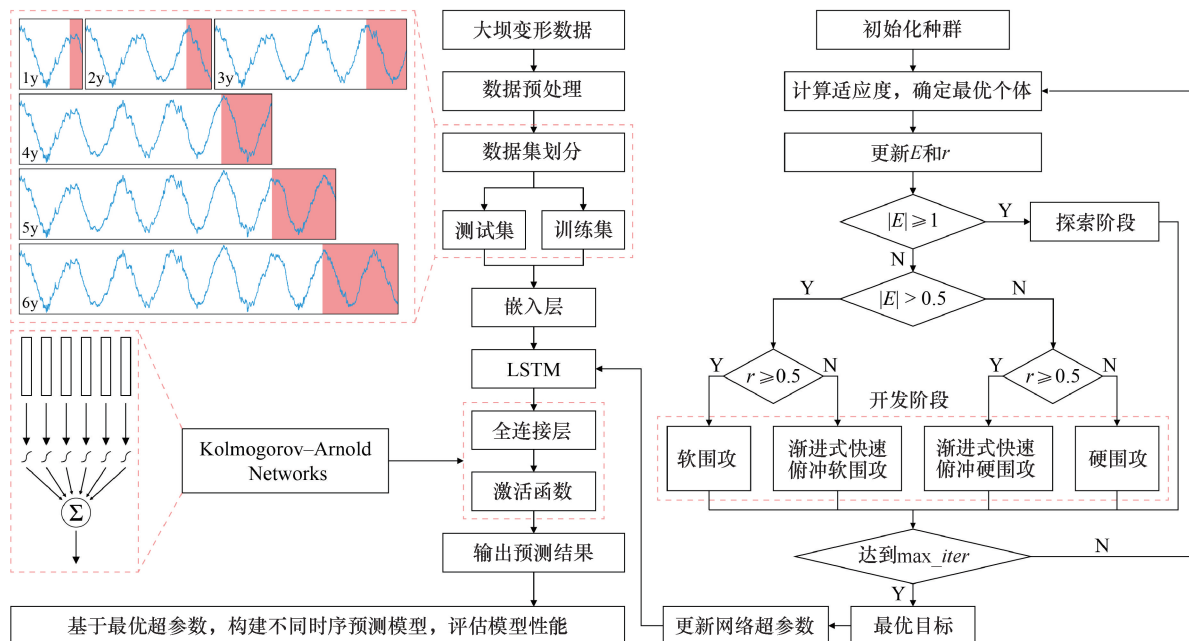 1y
2y
3y
4y
5y
6y
大坝变形数据
数据预处理
数据集划分
测试集
训练集
嵌入层
LSTM
全连接层
激活函数
输出预测结果
基于最优超参数，构建不同时序预测模型，评估模型性能
Kolmogorov–Arnold
Networks
Σ
初始化种群
计算适应度，确定最优个体
更新E和r
|E|⩾1
Y
探索阶段
N
|E|>0.5
Y
N
r⩾0.5
Y
N
r⩾0.5
Y
N
开发阶段
软围攻
渐进式快速
俯冲软围攻
渐进式快速
俯冲硬围攻
硬围攻
达到max_iter
N
Y
最优目标
更新网络超参数